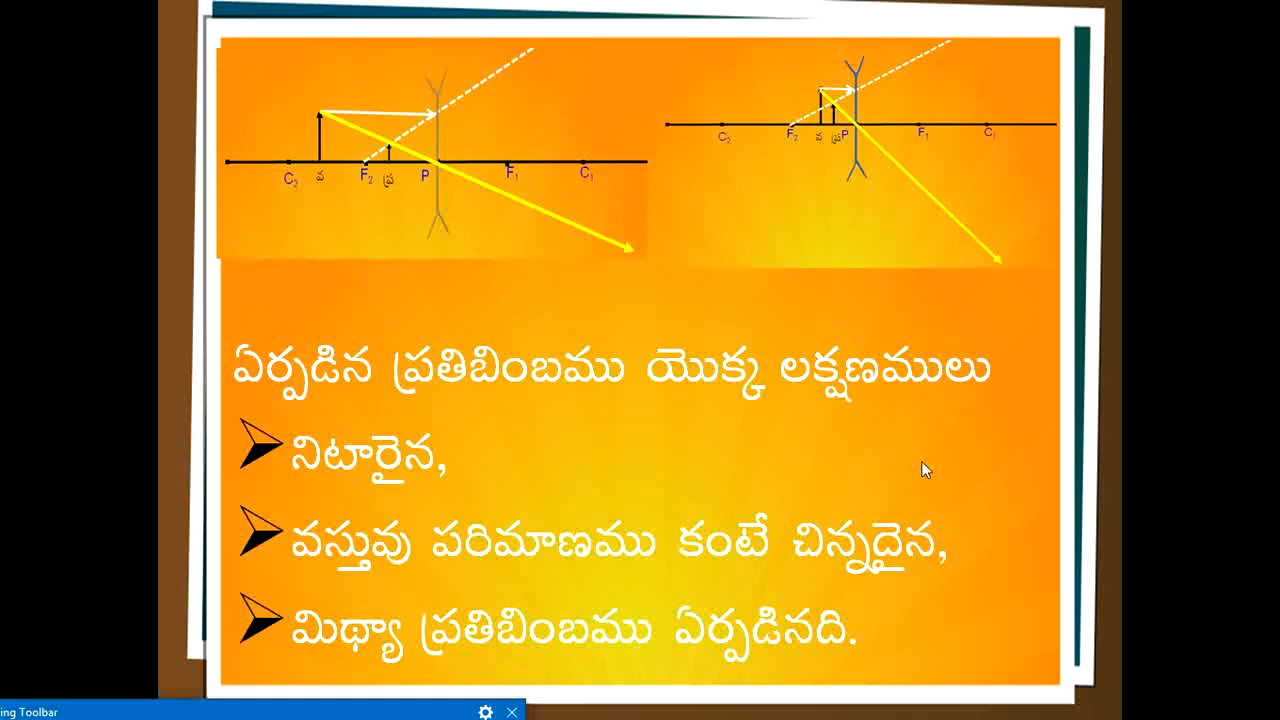 C₂ వ F₂ ప్ర P F₁ C₁
C₂ F₂ వ ప్ర P F₁ C₁
ఏర్పడిన ప్రతిబింబము యొక్క లక్షణములు
నిటారైన,
వస్తువు పరిమాణము కంటే చిన్నదైన,
మిథ్యా ప్రతిబింబము ఏర్పడినది.
ing Toolbar